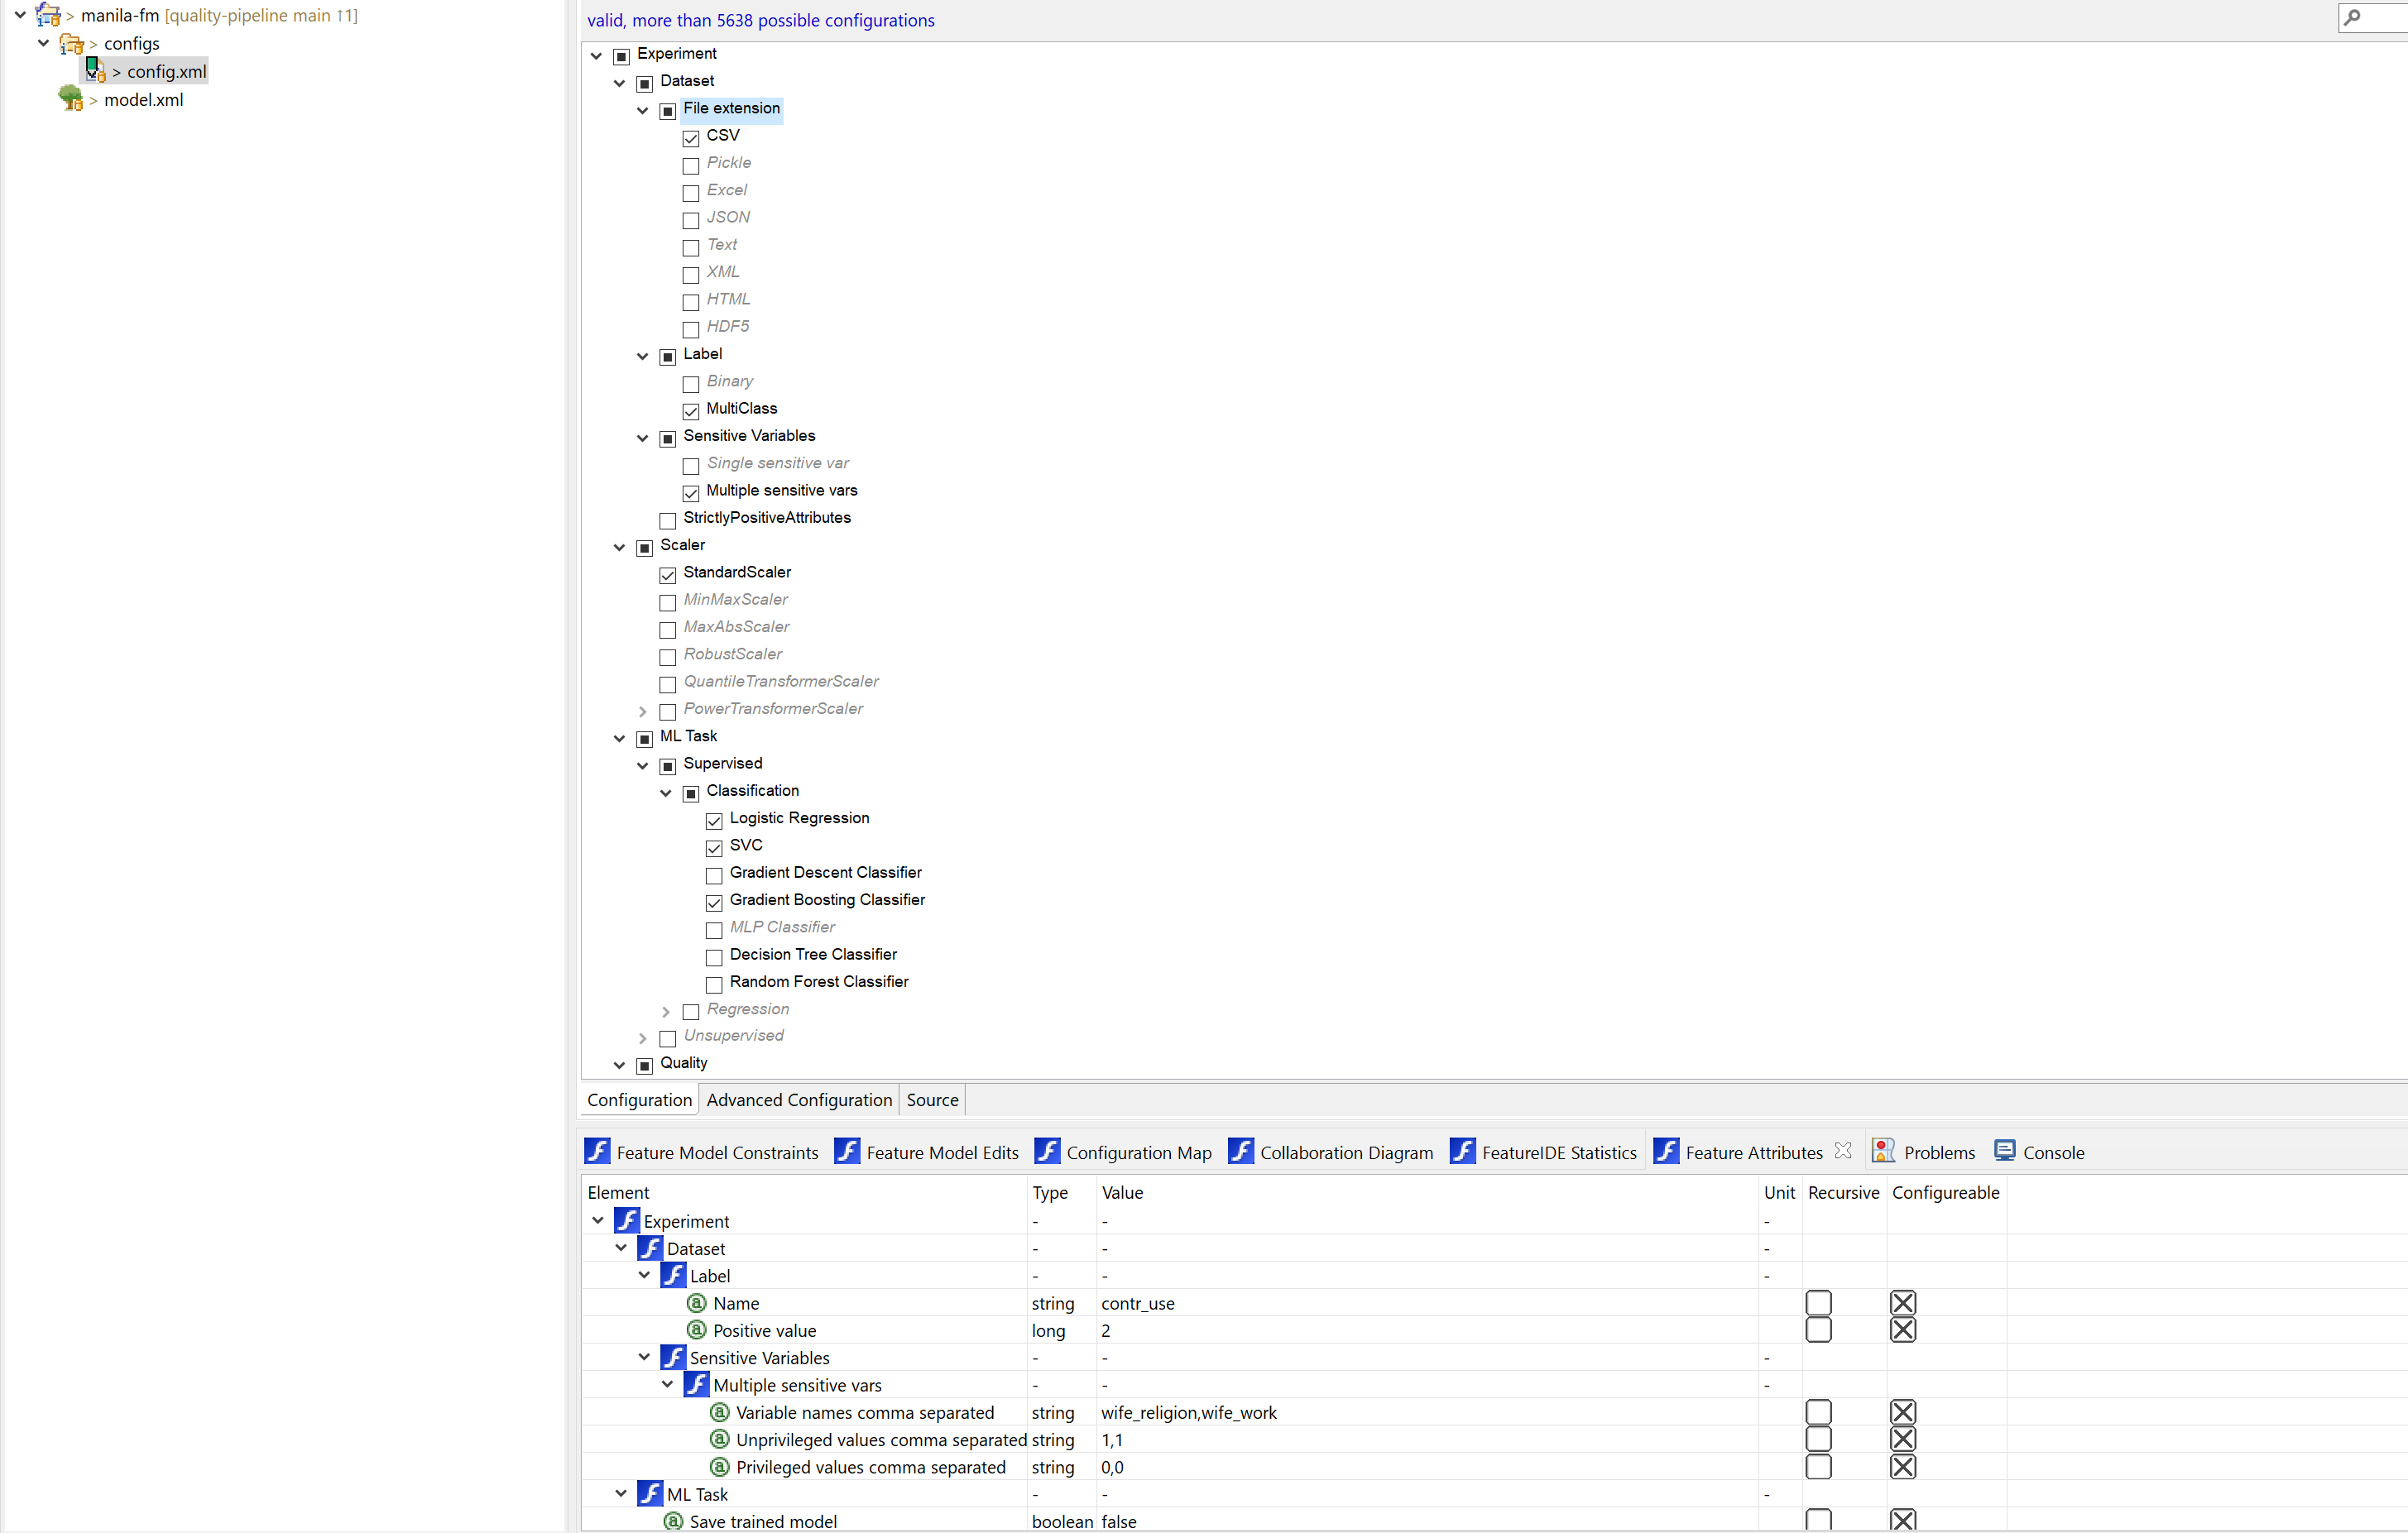 > manila-fm [quality-pipeline main ↑1]
> configs
> config.xml
> model.xml
valid, more than 5638 possible configurations
Experiment
Dataset
File extension
CSV
Pickle
Excel
JSON
Text
XML
HTML
HDF5
Label
Binary
MultiClass
Sensitive Variables
Single sensitive var
Multiple sensitive vars
StrictlyPositiveAttributes
Scaler
StandardScaler
MinMaxScaler
MaxAbsScaler
RobustScaler
QuantileTransformerScaler
PowerTransformerScaler
ML Task
Supervised
Classification
Logistic Regression
SVC
Gradient Descent Classifier
Gradient Boosting Classifier
MLP Classifier
Decision Tree Classifier
Random Forest Classifier
Regression
Unsupervised
Quality
Configuration Advanced Configuration Source
Feature Model Constraints Feature Model Edits Configuration Map Collaboration Diagram FeatureIDE Statistics Feature Attributes Problems Console
Element Type Value Unit Recursive Configureable
Experiment - - -
Dataset - - -
Label - - -
Name string contr_use
Positive value long 2
Sensitive Variables - - -
Multiple sensitive vars - - -
Variable names comma separated string wife_religion,wife_work
Unprivileged values comma separated string 1,1
Privileged values comma separated string 0,0
ML Task - - -
Save trained model boolean false